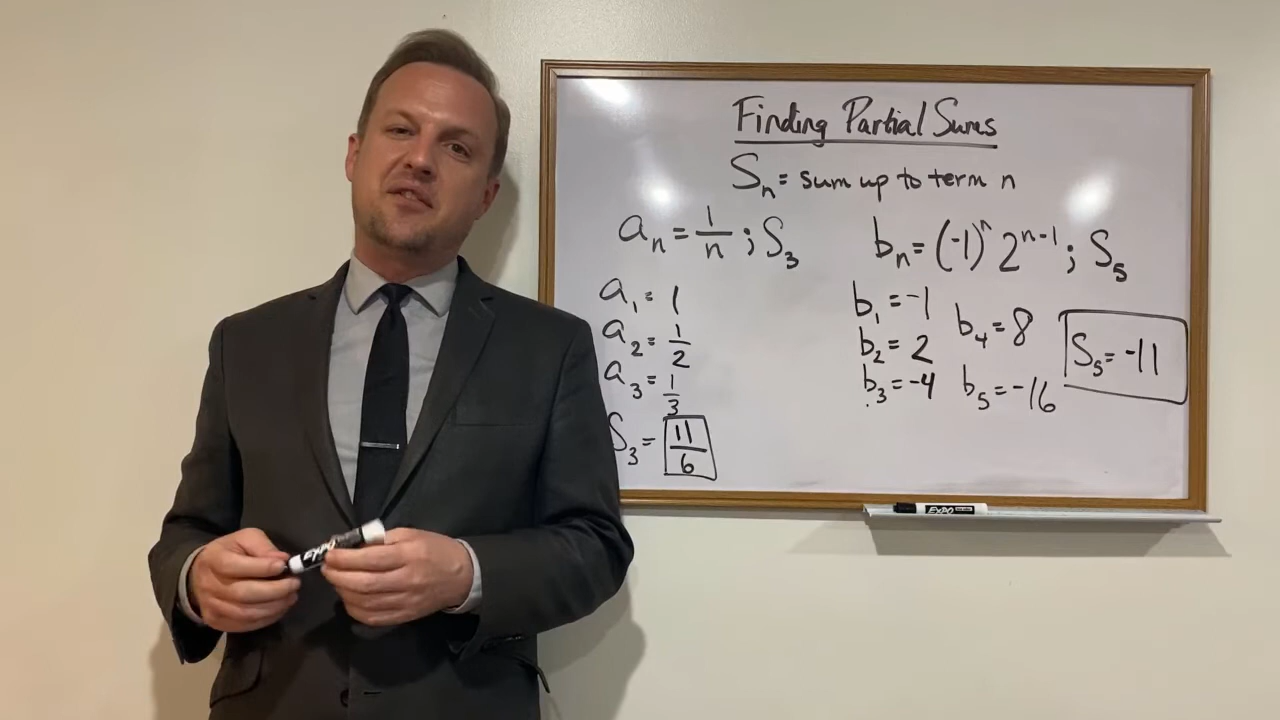 Finding Partial Sums
Sₙ = sum up to term n
aₙ = 1/n ; S₃
a₁ = 1
a₂ = 1/2
a₃ = 1/3
S₃ = 11/6
bₙ = (-1)ⁿ 2ⁿ⁻¹ ; S₅
b₁ = -1
b₂ = 2
b₃ = -4
b₄ = 8
b₅ = -16
S₅ = -11
EXPO
EXPO